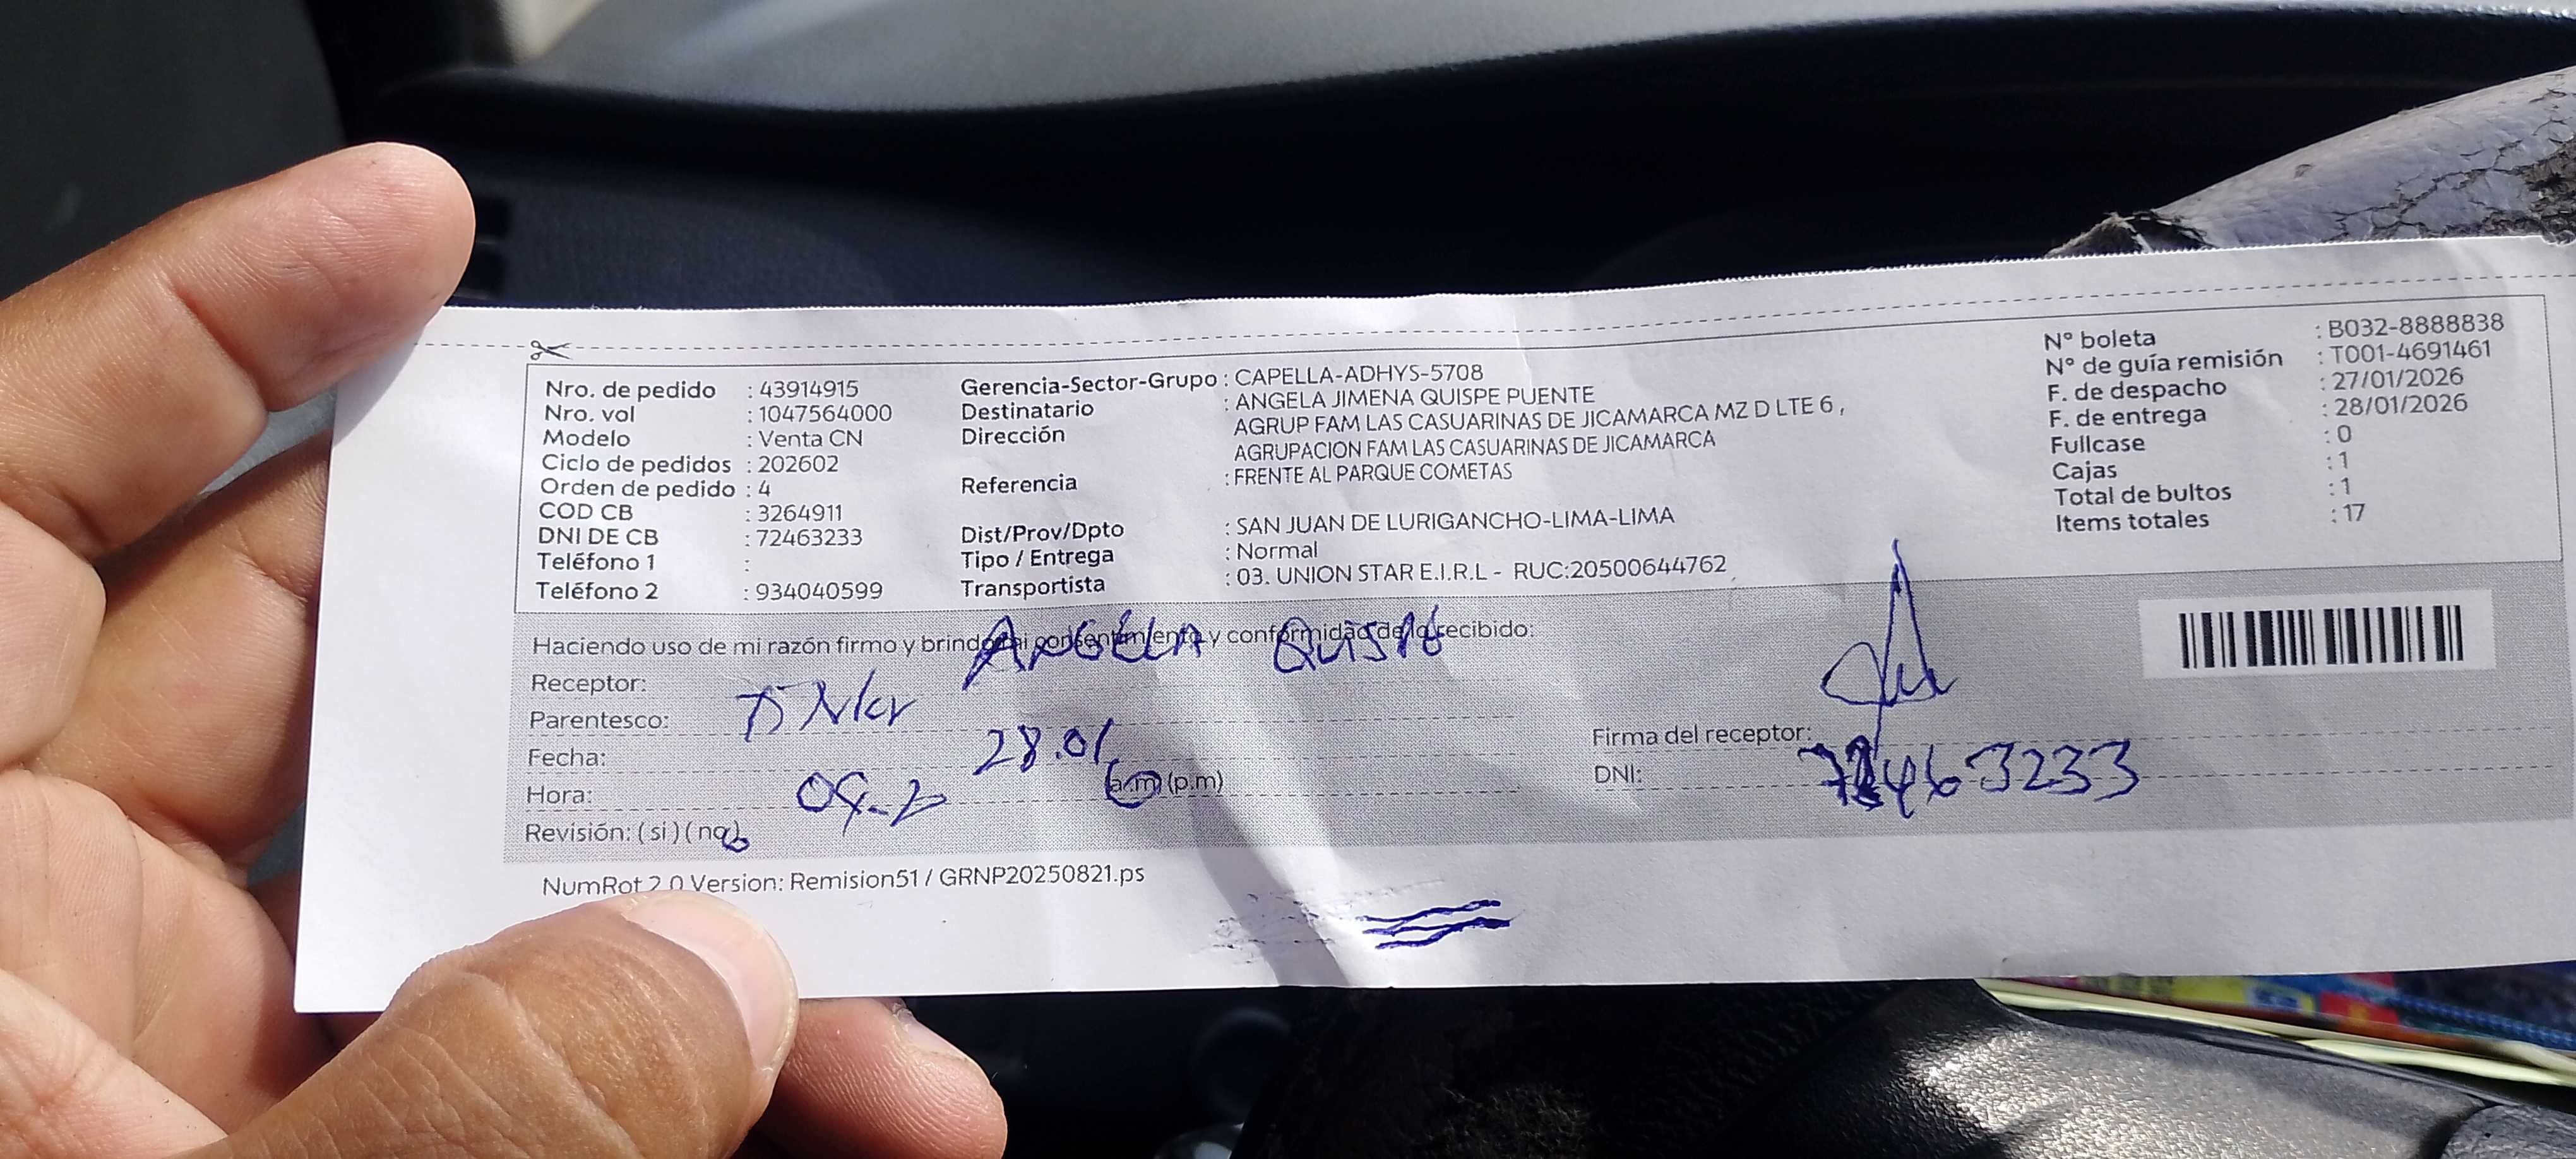 Nro. de pedido : 43914915
Nro. vol : 1047564000
Modelo : Venta CN
Ciclo de pedidos : 202602
Orden de pedido : 4
COD CB : 3264911
DNI DE CB : 72463233
Teléfono 1 :
Teléfono 2 : 934040599
Gerencia-Sector-Grupo : CAPELLA-ADHYS-5708
Destinatario : ANGELA JIMENA QUISPE PUENTE
Dirección AGRUP FAM LAS CASUARINAS DE JICAMARCA MZ D LTE 6 ,
AGRUPACION FAM LAS CASUARINAS DE JICAMARCA
Referencia : FRENTE AL PARQUE COMETAS
Dist/Prov/Dpto : SAN JUAN DE LURIGANCHO-LIMA-LIMA
Tipo / Entrega : Normal
Transportista : 03. UNION STAR E.I.R.L - RUC:20500644762
N° boleta : B032-8888838
N° de guía remisión : T001-4691461
F. de despacho : 27/01/2026
F. de entrega : 28/01/2026
Fullcase : 0
Cajas : 1
Total de bultos : 1
Items totales : 17
Haciendo uso de mi razón firmo y brindo mi consentimiento y conformidad de lo recibido:
Receptor: ANGELA
Parentesco:
Fecha: 28.01
Hora: (a.m) (p.m)
Revisión: ( si ) ( no )
Firma del receptor:
DNI: 72463233
NumRot 2.0 Version: Remision51 / GRNP20250821.ps